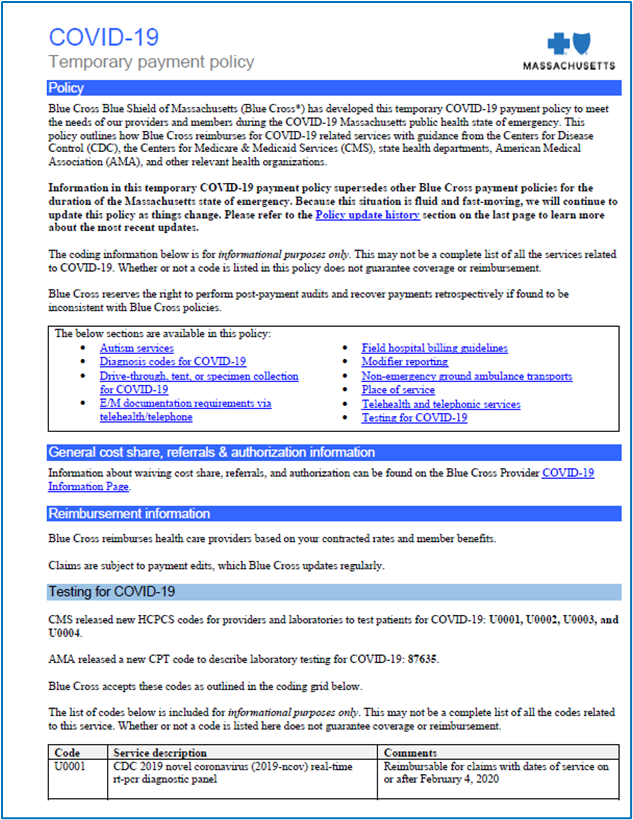 COVID-19
Temporary payment policy
MASSACHUSETTS
Policy
Blue Cross Blue Shield of Massachusetts (Blue Cross*) has developed this temporary COVID-19 payment policy to meet
the needs of our providers and members during the COVID-19 Massachusetts public health state of emergency. This
policy outlines how Blue Cross reimburses for COVID-19 related services with guidance from the Centers for Disease
Control (CDC), the Centers for Medicare & Medicaid Services (CMS), state health departments, American Medical
Association (AMA), and other relevant health organizations.
Information in this temporary COVID-19 payment policy supersedes other Blue Cross payment policies for the
duration of the Massachusetts state of emergency. Because this situation is fluid and fast-moving, we will continue to
update this policy as things change. Please refer to the Policy update history section on the last page to learn more
about the most recent updates.
The coding information below is for informational purposes only. This may not be a complete list of all the services related
to COVID-19. Whether or not a code is listed in this policy does not guarantee coverage or reimbursement.
Blue Cross reserves the right to perform post-payment audits and recover payments retrospectively if found to be
inconsistent with Blue Cross policies.
The below sections are available in this policy:
• Autism services
• Diagnosis codes for COVID-19
• Drive-through, tent, or specimen collection
for COVID-19
• E/M documentation requirements via
telehealth/telephone
• Field hospital billing guidelines
• Modifier reporting
• Non-emergency ground ambulance transports
• Place of service
• Telehealth and telephonic services
• Testing for COVID-19
General cost share, referrals & authorization information
Information about waiving cost share, referrals, and authorization can be found on the Blue Cross Provider COVID-19
Information Page.
Reimbursement information
Blue Cross reimburses health care providers based on your contracted rates and member benefits.
Claims are subject to payment edits, which Blue Cross updates regularly.
Testing for COVID-19
CMS released new HCPCS codes for providers and laboratories to test patients for COVID-19: U0001, U0002, U0003, and
U0004.
AMA released a new CPT code to describe laboratory testing for COVID-19: 87635.
Blue Cross accepts these codes as outlined in the coding grid below.
The list of codes below is included for informational purposes only. This may not be a complete list of all the codes related
to this service. Whether or not a code is listed here does not guarantee coverage or reimbursement.
Code Service description Comments
U0001 CDC 2019 novel coronavirus (2019-ncov) real-time Reimbursable for claims with dates of service on
rt-pcr diagnostic panel or after February 4, 2020